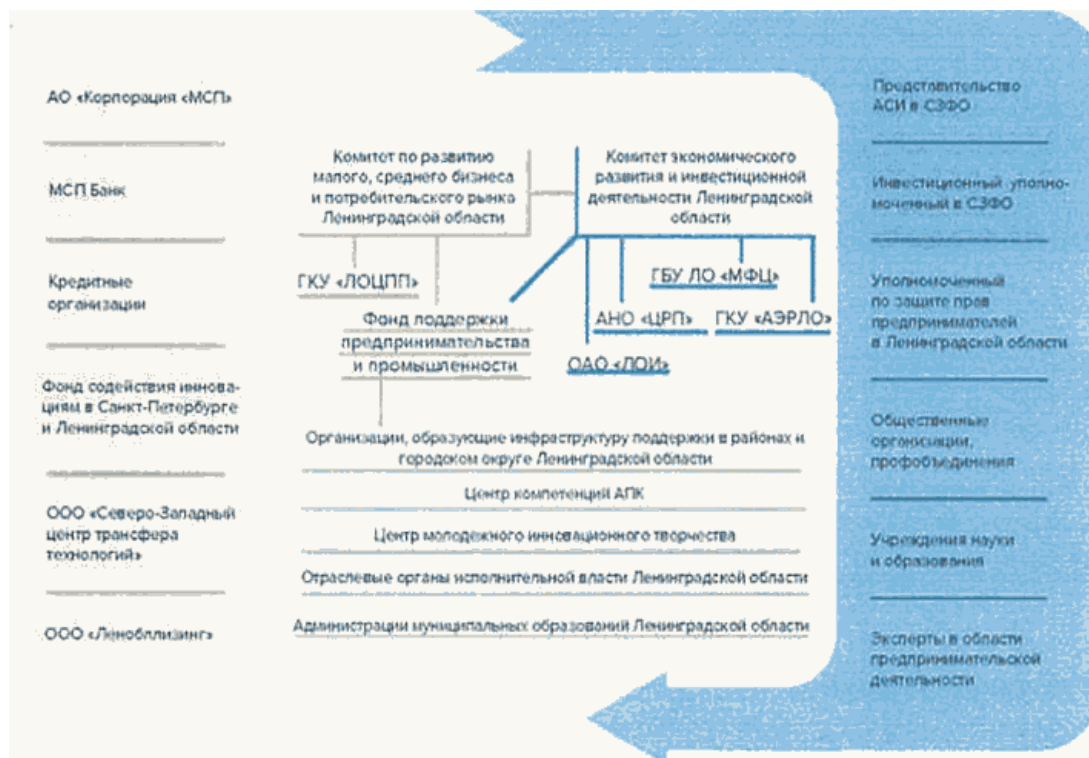 АО «Корпорация «МСП»
МСП Банк
Кредитные
организации
Фонд содействия иннова-
циям в Санкт-Петербурге
и Ленинградской области
ООО «Северо-Западный
центр трансфера
технологий»
ООО «Ленобллизинг»
Комитет по развитию
малого, среднего бизнеса
и потребительского рынка
Ленинградской области
Комитет экономического
развития и инвестиционной
деятельности Ленинградской
области
ГКУ «ЛОЦПП»
ГБУ ЛО «МФЦ»
Фонд поддержки
предпринимательства
и промышленности
АНО «ЦРП»
ГКУ «АЭРЛО»
ОАО «ЛОИ»
Организации, образующие инфраструктуру поддержки в районах и
городском округе Ленинградской области
Центр компетенций АПК
Центр молодежного инновационного творчества
Отраслевые органы исполнительной власти Ленинградской области
Администрации муниципальных образований Ленинградской области
Представительство
АСИ в СЗФО
Инвестиционный уполно-
моченный в СЗФО
Уполномоченный
по защите прав
предпринимателей
в Ленинградской области
Общественные
организации,
профобъединения
Учреждения науки
и образования
Эксперты в области
предпринимательской
деятельности